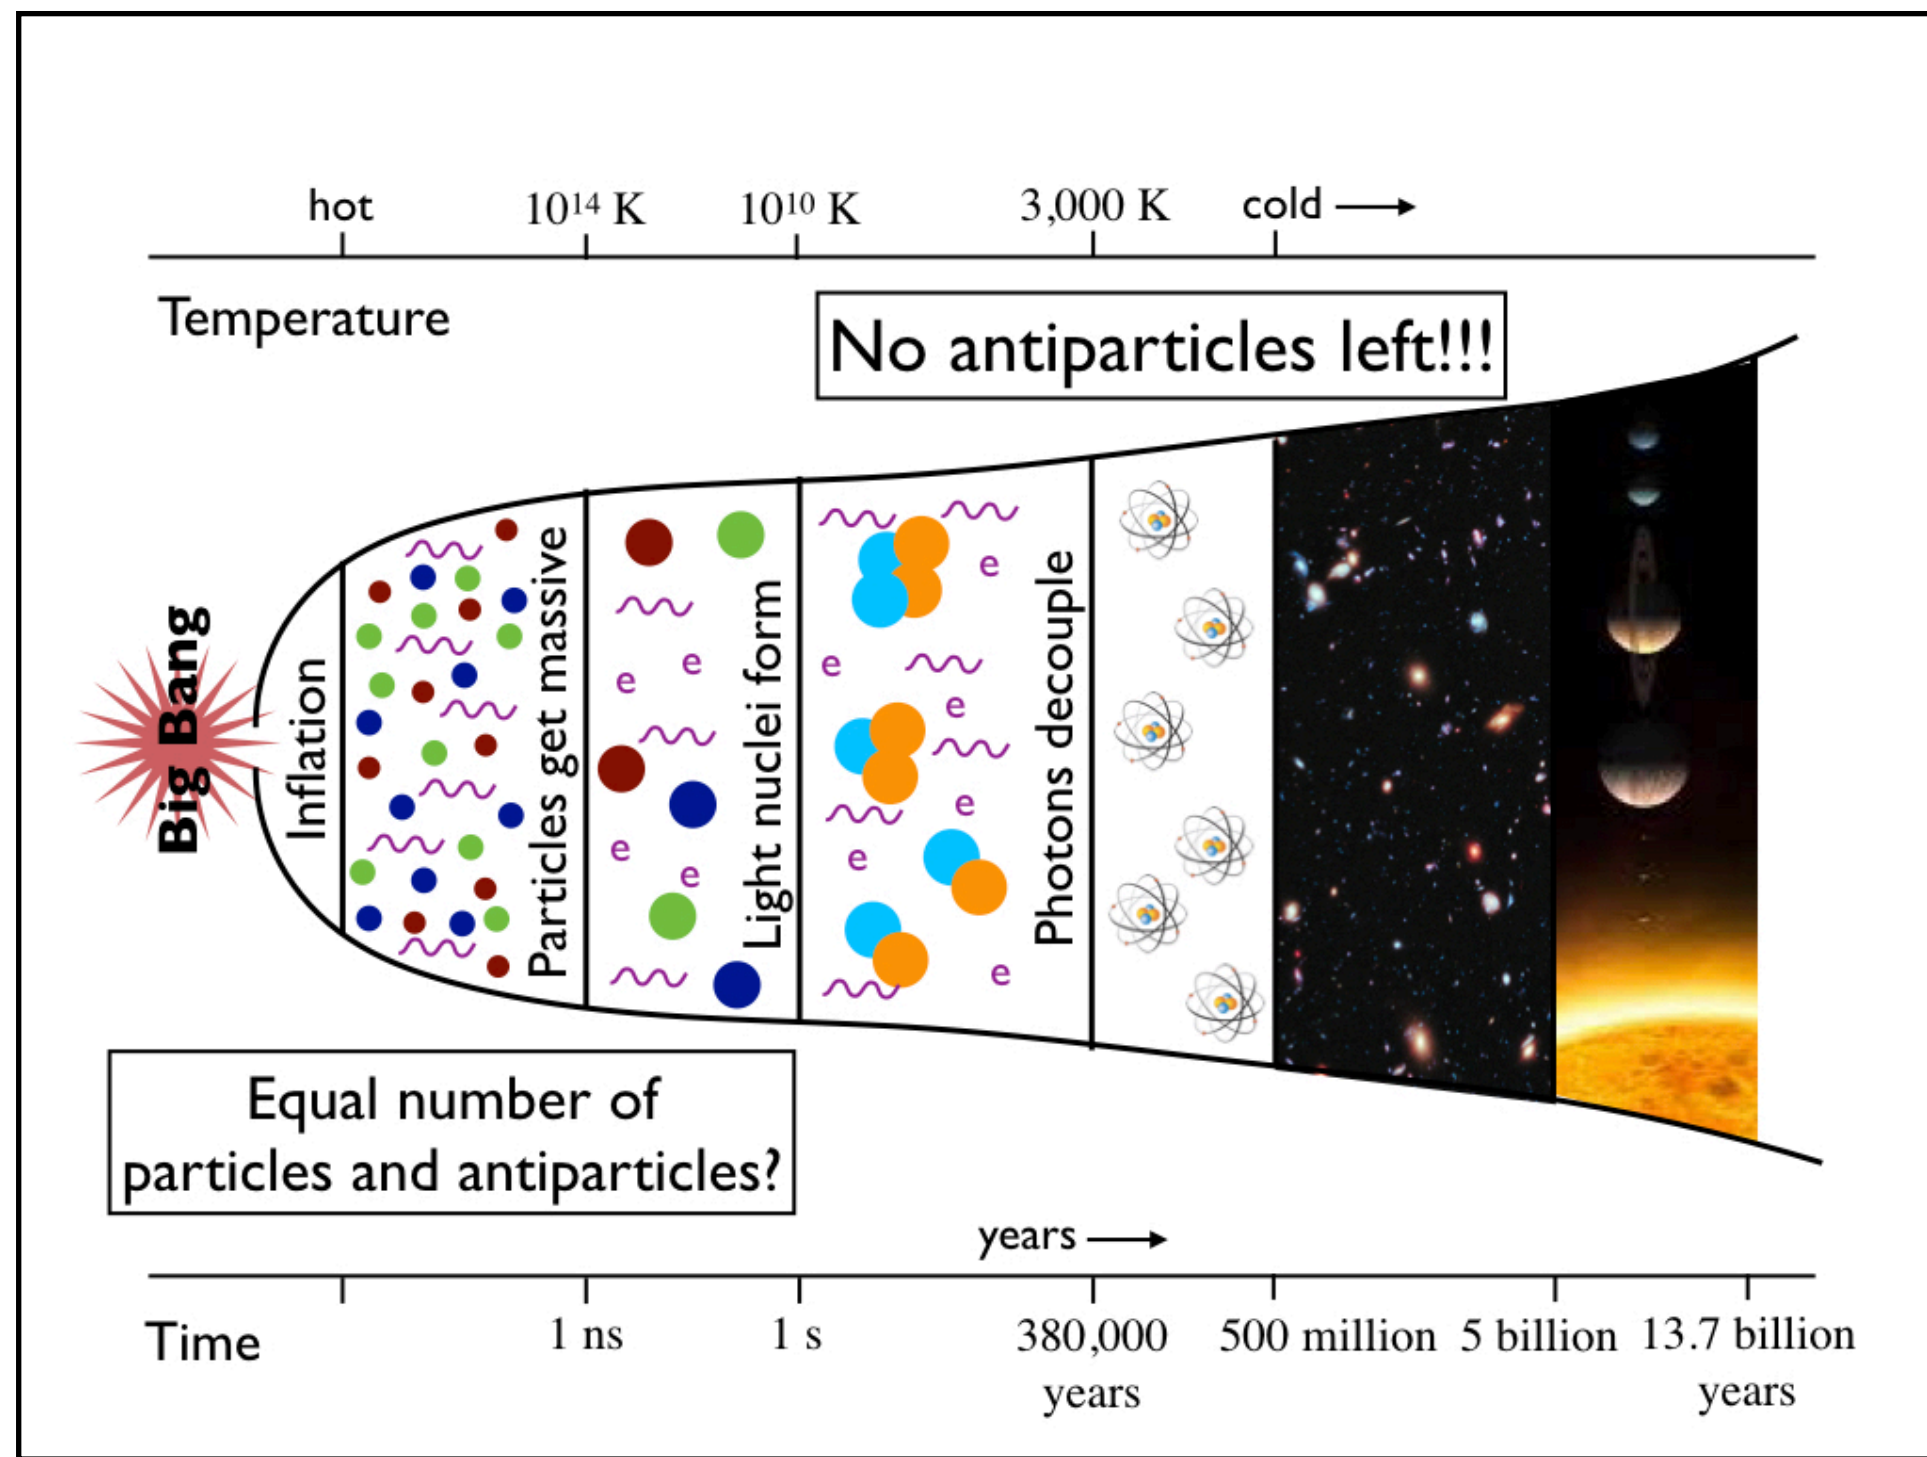 hot 10¹⁴ K 10¹⁰ K 3,000 K cold
Temperature
No antiparticles left!!!
Big Bang
Inflation
Particles get massive
Light nuclei form
Photons decouple
e
e
e
e
e
e
e
e
e
e
Equal number of
particles and antiparticles?
years
Time 1 ns 1 s 380,000 500 million 5 billion 13.7 billion
years years